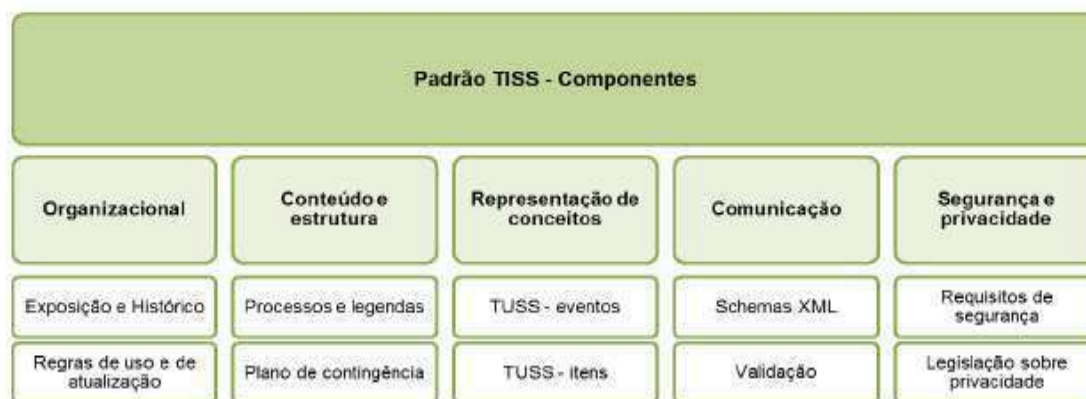 Padrão TISS - Componentes
Organizacional
Conteúdo e
estrutura
Representação de
conceitos
Comunicação
Segurança e
privacidade
Exposição e Histórico
Processos e legendas
TUSS - eventos
Schemas XML
Requisitos de
segurança
Regras de uso e de
atualização
Plano de contingência
TUSS - itens
Validação
Legislação sobre
privacidade